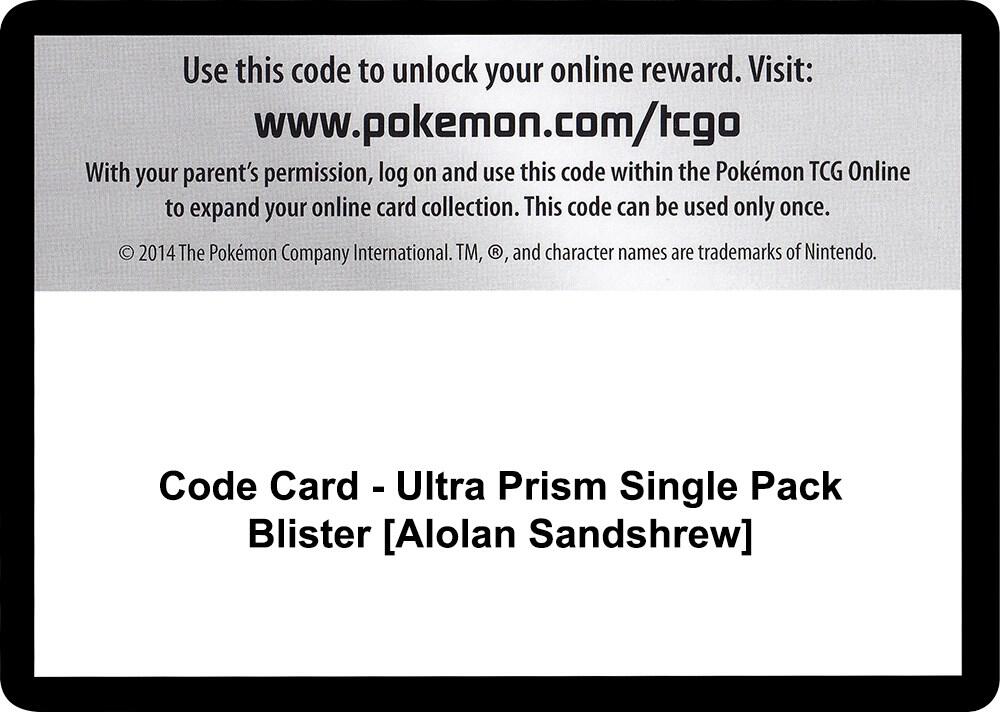 Use this code to unlock your online reward. Visit:
www.pokemon.com/tcgo
With your parent's permission, log on and use this code within the Pokémon TCG Online
to expand your online card collection. This code can be used only once.
© 2014 The Pokémon Company International. TM, ®, and character names are trademarks of Nintendo.
Code Card - Ultra Prism Single Pack
Blister [Alolan Sandshrew]